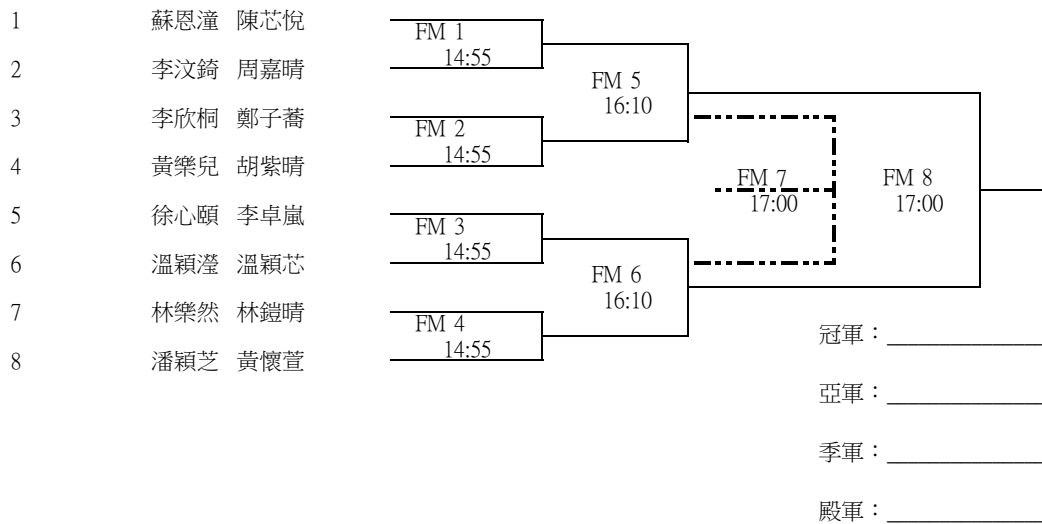 1 蘇恩潼 陳芯悅
FM 1
14:55
2 李汶錡 周嘉晴
FM 5
16:10
3 李欣桐 鄭子蕎
FM 2
14:55
4 黃樂兒 胡紫晴
FM 7
17:00
FM 8
17:00
5 徐心頤 李卓嵐
FM 3
14:55
6 溫穎瀅 溫穎芯
FM 6
16:10
7 林樂然 林鎧晴
FM 4
14:55
8 潘穎芝 黃懷萱
冠軍：
亞軍：
季軍：
殿軍：